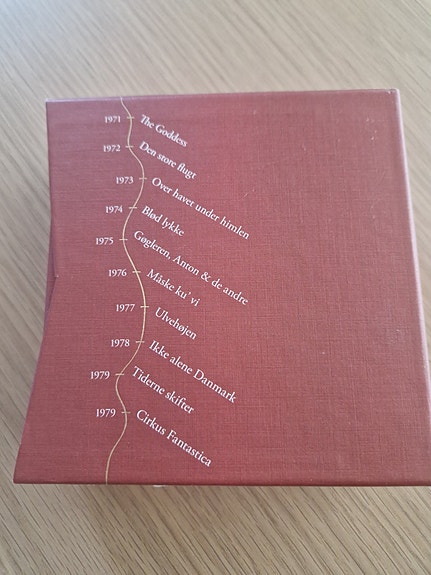 1971 The Goddess
1972 Den store flugt
1973 Over havet under himlen
1974 Blød lykke
1975 Gøgleren, Anton & de andre
1976 Måske ku' vi
1977 Ulvehøjen
1978 Ikke alene Danmark
1979 Tiderne skifter
1979 Cirkus Fantastica